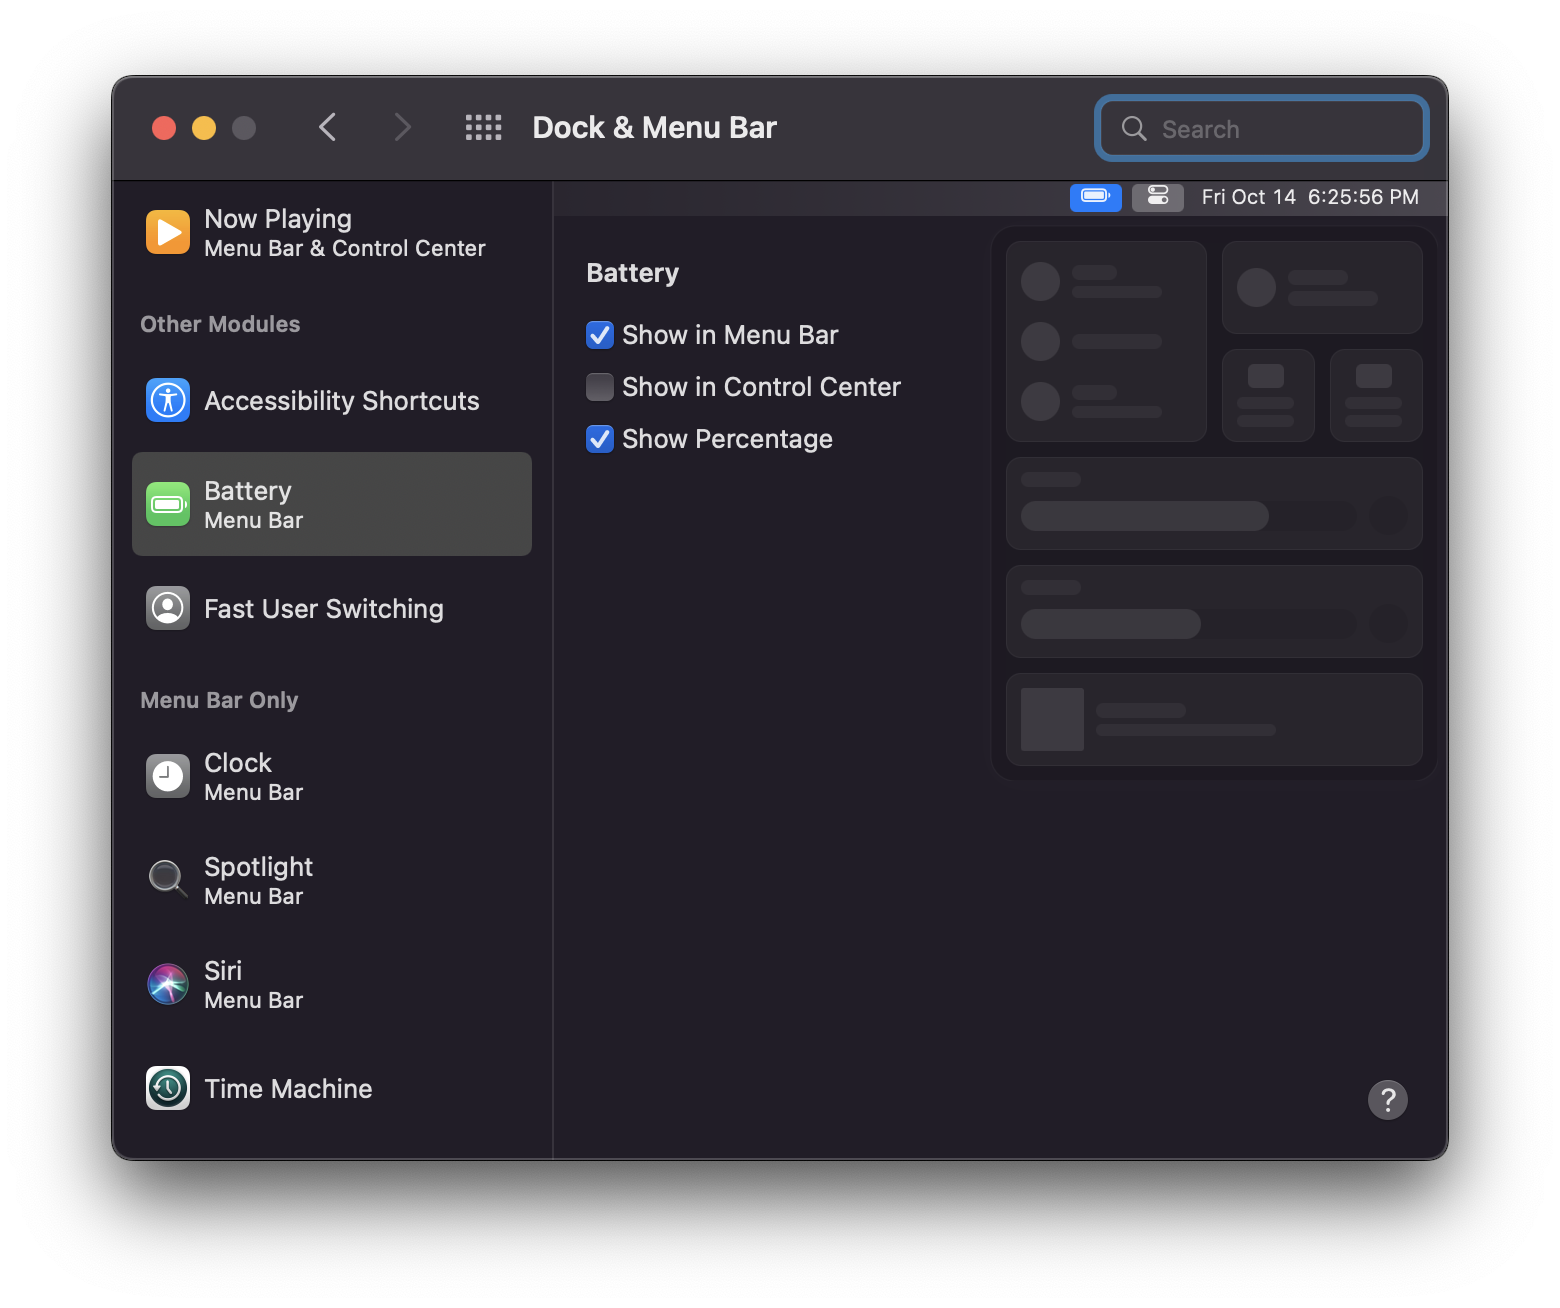 Dock & Menu Bar
Search
Now Playing
Menu Bar & Control Center
Other Modules
Accessibility Shortcuts
Battery
Menu Bar
Fast User Switching
Menu Bar Only
Clock
Menu Bar
Spotlight
Menu Bar
Siri
Menu Bar
Time Machine
Fri Oct 14 6:25:56 PM
Battery
Show in Menu Bar
Show in Control Center
Show Percentage
?